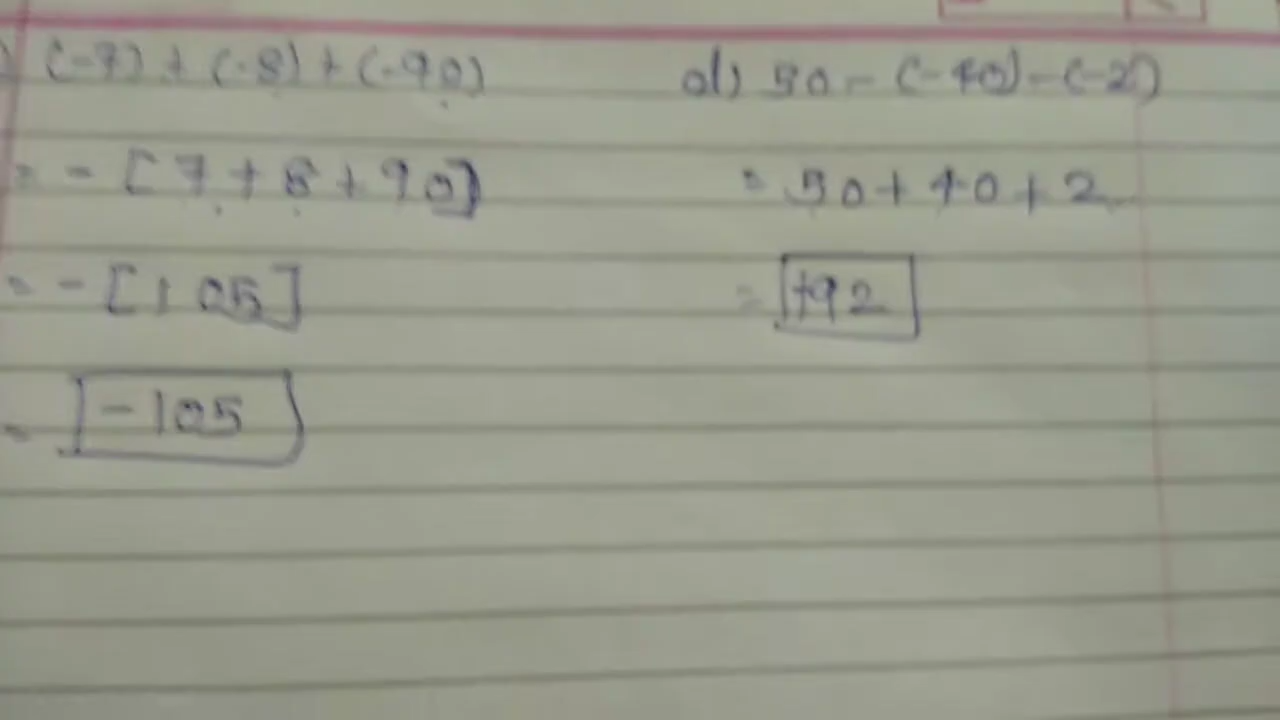 ) (-7) + (-8) + (-90)
= - [7 + 8 + 90]
= - [105]
= -105
d) 50 - (-40) - (-2)
= 50 + 40 + 2
= +92